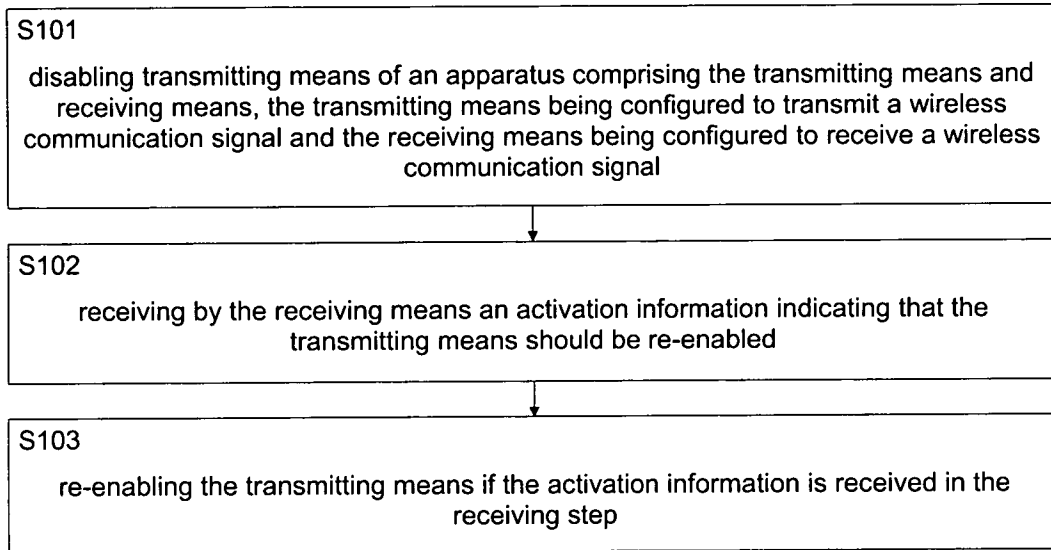 S101
disabling transmitting means of an apparatus comprising the transmitting means and
receiving means, the transmitting means being configured to transmit a wireless
communication signal and the receiving means being configured to receive a wireless
communication signal
S102
receiving by the receiving means an activation information indicating that the
transmitting means should be re-enabled
S103
re-enabling the transmitting means if the activation information is received in the
receiving step